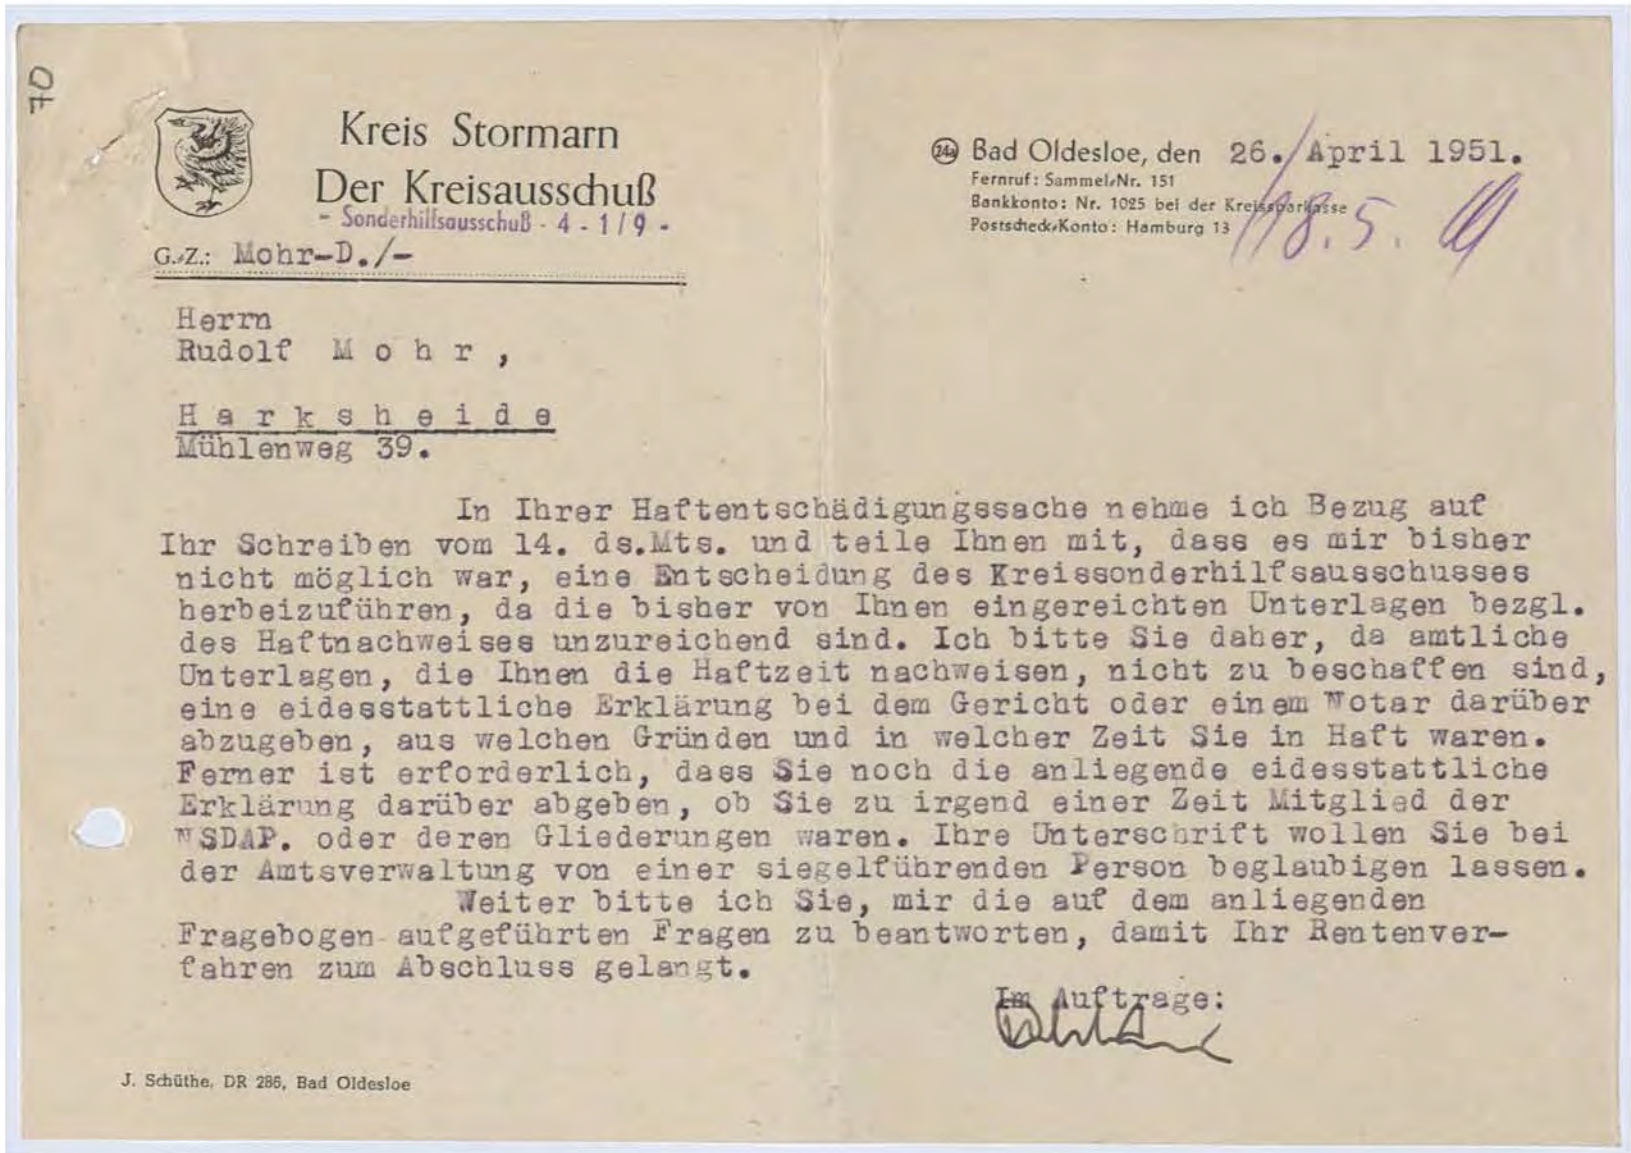 70
Kreis Stormarn
Der Kreisausschuß
- Sonderhilfsausschuß - 4 - 1/9 -
G.-Z.: Mohr-D./-
24a Bad Oldesloe, den 26. April 1951.
Fernruf: Sammel-Nr. 151
Bankkonto: Nr. 1025 bei der Kreissparkasse
Postscheck-Konto: Hamburg 13
18.5.
Herrn
Rudolf M o h r ,
H a r k s h e i d e
Mühlenweg 39.
In Ihrer Haftentschädigungssache nehme ich Bezug auf
Ihr Schreiben vom 14. ds.Mts. und teile Ihnen mit, dass es mir bisher
nicht möglich war, eine Entscheidung des Kreissonderhilfsausschusses
herbeizuführen, da die bisher von Ihnen eingereichten Unterlagen bezgl.
des Haftnachweises unzureichend sind. Ich bitte Sie daher, da amtliche
Unterlagen, die Ihnen die Haftzeit nachweisen, nicht zu beschaffen sind,
eine eidesstattliche Erklärung bei dem Gericht oder einem Notar darüber
abzugeben, aus welchen Gründen und in welcher Zeit Sie in Haft waren.
Ferner ist erforderlich, dass Sie noch die anliegende eidesstattliche
Erklärung darüber abgeben, ob Sie zu irgend einer Zeit Mitglied der
NSDAP. oder deren Gliederungen waren. Ihre Unterschrift wollen Sie bei
der Amtsverwaltung von einer siegelführenden Person beglaubigen lassen.
Weiter bitte ich Sie, mir die auf dem anliegenden
Fragebogen aufgeführten Fragen zu beantworten, damit Ihr Rentenver-
fahren zum Abschluss gelangt.
Im Auftrage:
J. Schüthe, DR 286, Bad Oldesloe